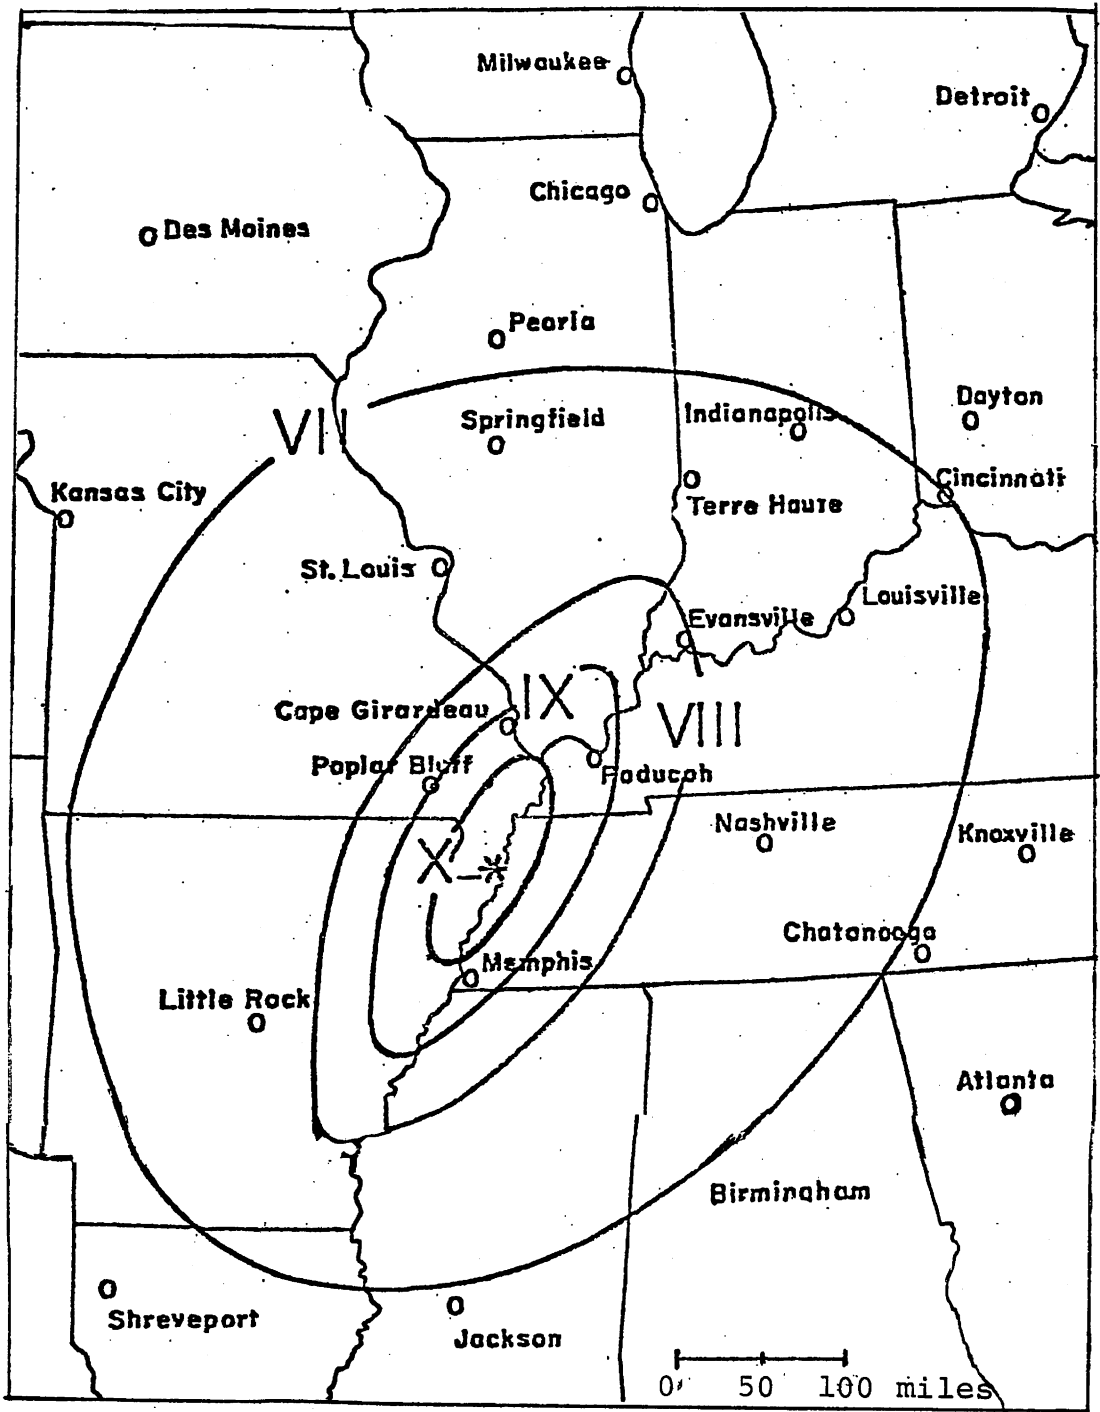 Milwaukee
Detroit
Chicago
Des Moines
Peoria
VII
Springfield
Indianapolis
Dayton
Kansas City
Cincinnati
Terre Haute
St. Louis
Louisville
Evansville
IX
Cape Girardeau
VIII
Poplar Bluff
Paducah
Nashville
Knoxville
X
Chatanooga
Memphis
Little Rock
Atlanta
Birmingham
Shreveport
Jackson
0 50 100 miles